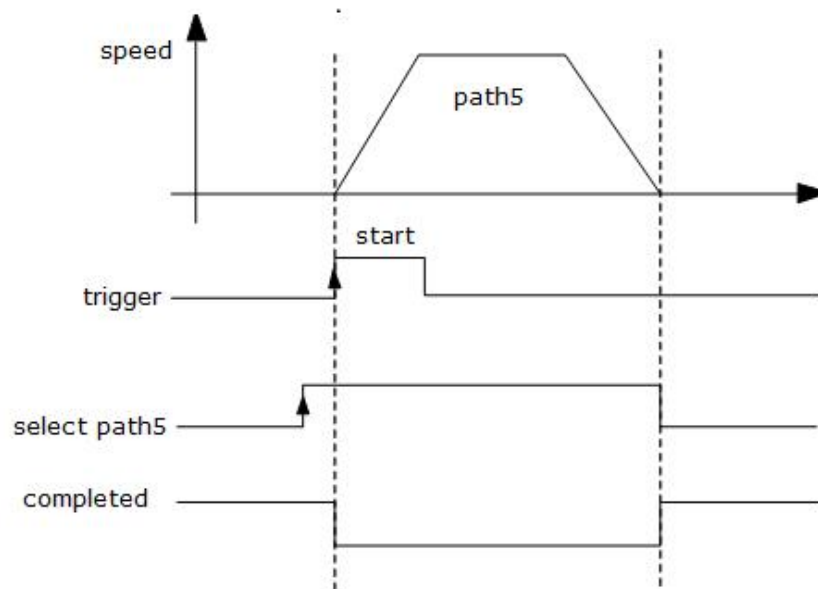 speed
path5
start
trigger
select path5
completed